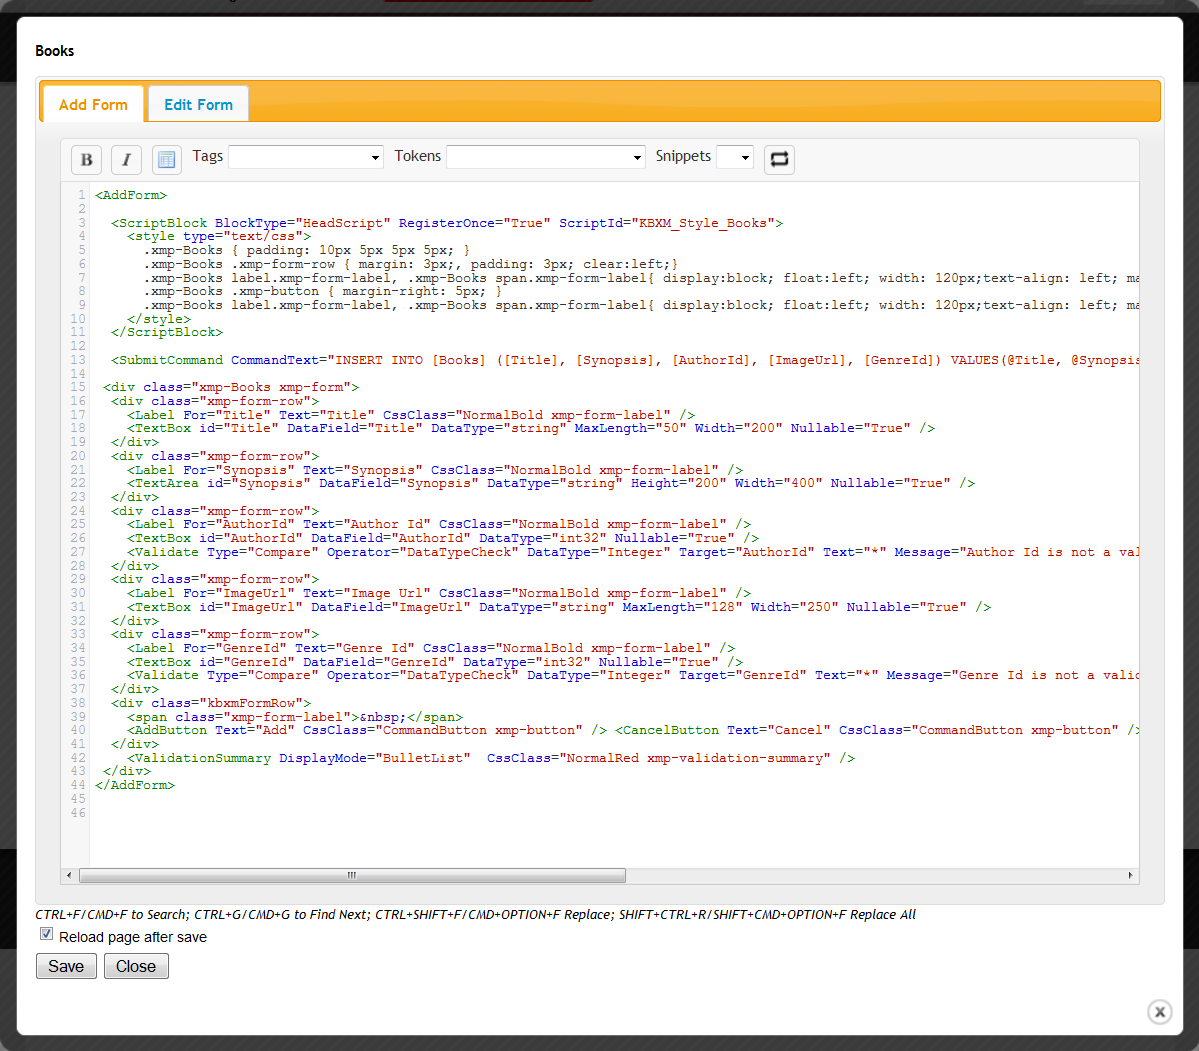 Books
Add Form Edit Form
B I Tags Tokens Snippets
1 <AddForm>
2
3 <ScriptBlock BlockType="HeadScript" RegisterOnce="True" ScriptId="KBXM_Style_Books">
4 <style type="text/css">
5 .xmp-Books { padding: 10px 5px 5px 5px; }
6 .xmp-Books .xmp-form-row { margin: 3px;, padding: 3px; clear:left;}
7 .xmp-Books label.xmp-form-label, .xmp-Books span.xmp-form-label{ display:block; float:left; width: 120px;text-align: left; ma
8 .xmp-Books .xmp-button { margin-right: 5px; }
9 .xmp-Books label.xmp-form-label, .xmp-Books span.xmp-form-label{ display:block; float:left; width: 120px;text-align: left; ma
10 </style>
11 </ScriptBlock>
12
13 <SubmitCommand CommandText="INSERT INTO [Books] ([Title], [Synopsis], [AuthorId], [ImageUrl], [GenreId]) VALUES(@Title, @Synopsis
14
15 <div class="xmp-Books xmp-form">
16 <div class="xmp-form-row">
17 <Label For="Title" Text="Title" CssClass="NormalBold xmp-form-label" />
18 <TextBox id="Title" DataField="Title" DataType="string" MaxLength="50" Width="200" Nullable="True" />
19 </div>
20 <div class="xmp-form-row">
21 <Label For="Synopsis" Text="Synopsis" CssClass="NormalBold xmp-form-label" />
22 <TextArea id="Synopsis" DataField="Synopsis" DataType="string" Height="200" Width="400" Nullable="True" />
23 </div>
24 <div class="xmp-form-row">
25 <Label For="AuthorId" Text="Author Id" CssClass="NormalBold xmp-form-label" />
26 <TextBox id="AuthorId" DataField="AuthorId" DataType="int32" Nullable="True" />
27 <Validate Type="Compare" Operator="DataTypeCheck" DataType="Integer" Target="AuthorId" Text="*" Message="Author Id is not a val
28 </div>
29 <div class="xmp-form-row">
30 <Label For="ImageUrl" Text="Image Url" CssClass="NormalBold xmp-form-label" />
31 <TextBox id="ImageUrl" DataField="ImageUrl" DataType="string" MaxLength="128" Width="250" Nullable="True" />
32 </div>
33 <div class="xmp-form-row">
34 <Label For="GenreId" Text="Genre Id" CssClass="NormalBold xmp-form-label" />
35 <TextBox id="GenreId" DataField="GenreId" DataType="int32" Nullable="True" />
36 <Validate Type="Compare" Operator="DataTypeCheck" DataType="Integer" Target="GenreId" Text="*" Message="Genre Id is not a valid
37 </div>
38 <div class="kbxmFormRow">
39 <span class="xmp-form-label">&nbsp;</span>
40 <AddButton Text="Add" CssClass="CommandButton xmp-button" /> <CancelButton Text="Cancel" CssClass="CommandButton xmp-button" />
41 </div>
42 <ValidationSummary DisplayMode="BulletList" CssClass="NormalRed xmp-validation-summary" />
43 </div>
44 </AddForm>
45
46
CTRL+F/CMD+F to Search; CTRL+G/CMD+G to Find Next; CTRL+SHIFT+F/CMD+OPTION+F Replace; SHIFT+CTRL+R/SHIFT+CMD+OPTION+F Replace All
Reload page after save
Save Close